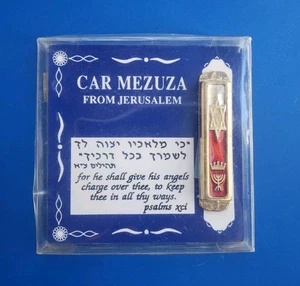 CAR MEZUZA
FROM JERUSALEM
"כי מלאכיו יצוה לך
לשמרך בכל דרכיך"
תהילים צ"א
for he shall give his angels
charge over thee, to keep
thee in all thy ways.
psalms xci